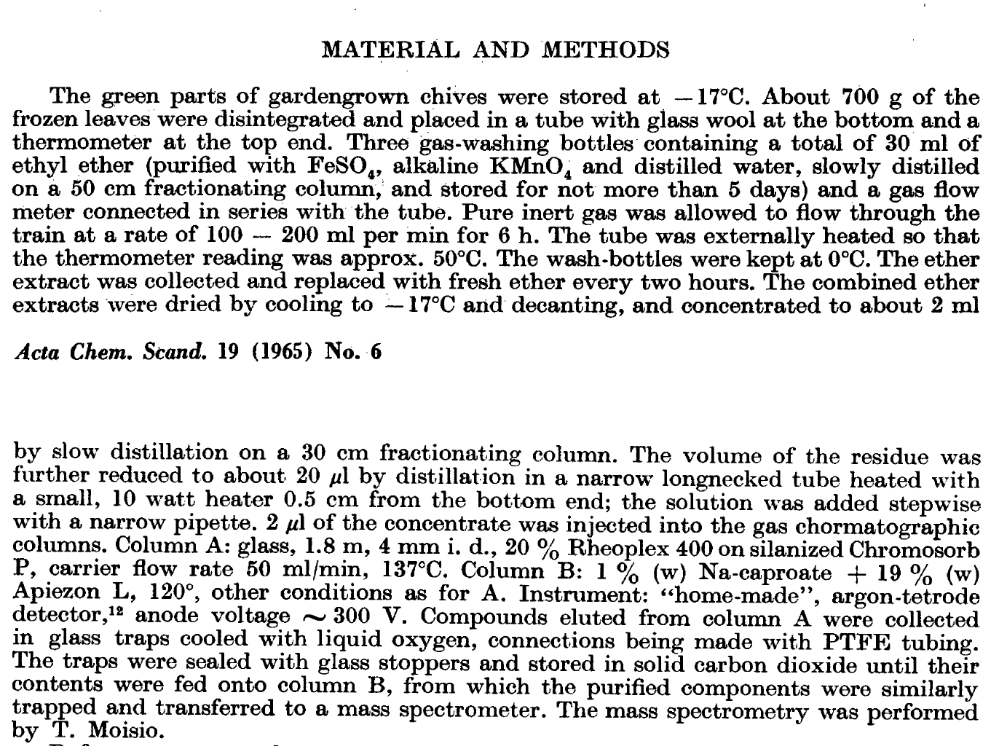 MATERIAL AND METHODS
The green parts of gardengrown chives were stored at —17°C. About 700 g of the
frozen leaves were disintegrated and placed in a tube with glass wool at the bottom and a
thermometer at the top end. Three gas-washing bottles containing a total of 30 ml of
ethyl ether (purified with FeSO₄, alkaline KMnO₄ and distilled water, slowly distilled
on a 50 cm fractionating column, and stored for not more than 5 days) and a gas flow
meter connected in series with the tube. Pure inert gas was allowed to flow through the
train at a rate of 100 — 200 ml per min for 6 h. The tube was externally heated so that
the thermometer reading was approx. 50°C. The wash-bottles were kept at 0°C. The ether
extract was collected and replaced with fresh ether every two hours. The combined ether
extracts were dried by cooling to —17°C and decanting, and concentrated to about 2 ml
Acta Chem. Scand. 19 (1965) No. 6
by slow distillation on a 30 cm fractionating column. The volume of the residue was
further reduced to about 20 μl by distillation in a narrow longnecked tube heated with
a small, 10 watt heater 0.5 cm from the bottom end; the solution was added stepwise
with a narrow pipette. 2 μl of the concentrate was injected into the gas chormatographic
columns. Column A: glass, 1.8 m, 4 mm i. d., 20 % Rheoplex 400 on silanized Chromosorb
P, carrier flow rate 50 ml/min, 137°C. Column B: 1 % (w) Na-caproate + 19 % (w)
Apiezon L, 120°, other conditions as for A. Instrument: “home-made”, argon-tetrode
detector,¹² anode voltage ~ 300 V. Compounds eluted from column A were collected
in glass traps cooled with liquid oxygen, connections being made with PTFE tubing.
The traps were sealed with glass stoppers and stored in solid carbon dioxide until their
contents were fed onto column B, from which the purified components were similarly
trapped and transferred to a mass spectrometer. The mass spectrometry was performed
by T. Moisio.